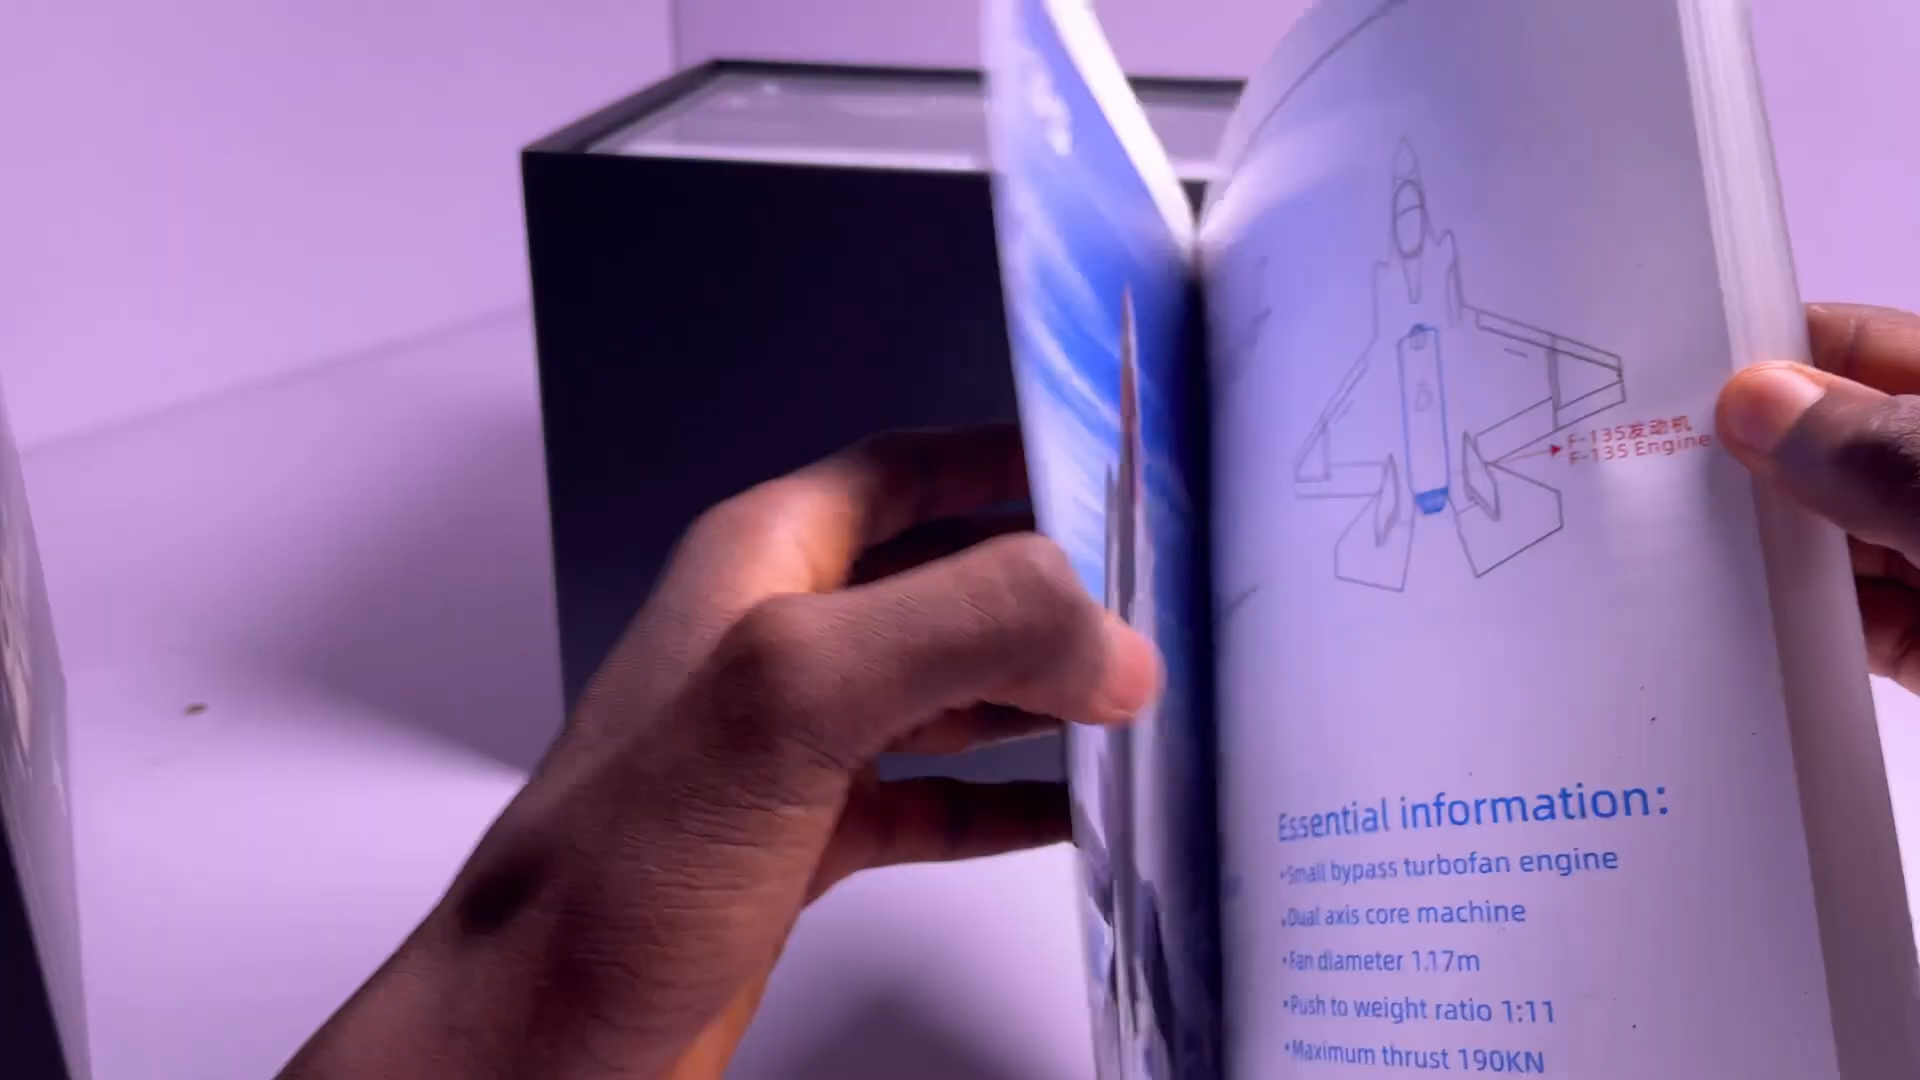 F-135发动机
F-135 Engine
Essential information:
•Small bypass turbofan engine
•Dual axis core machine
•Fan diameter 1.17m
•Push to weight ratio 1:11
•Maximum thrust 190KN